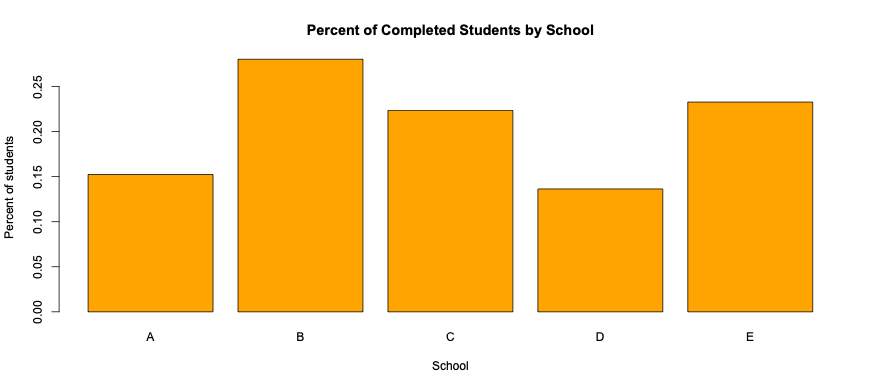 Percent of Completed Students by School
Percent of students
0.25
0.20
0.15
0.10
0.05
0.00
A B C D E
School